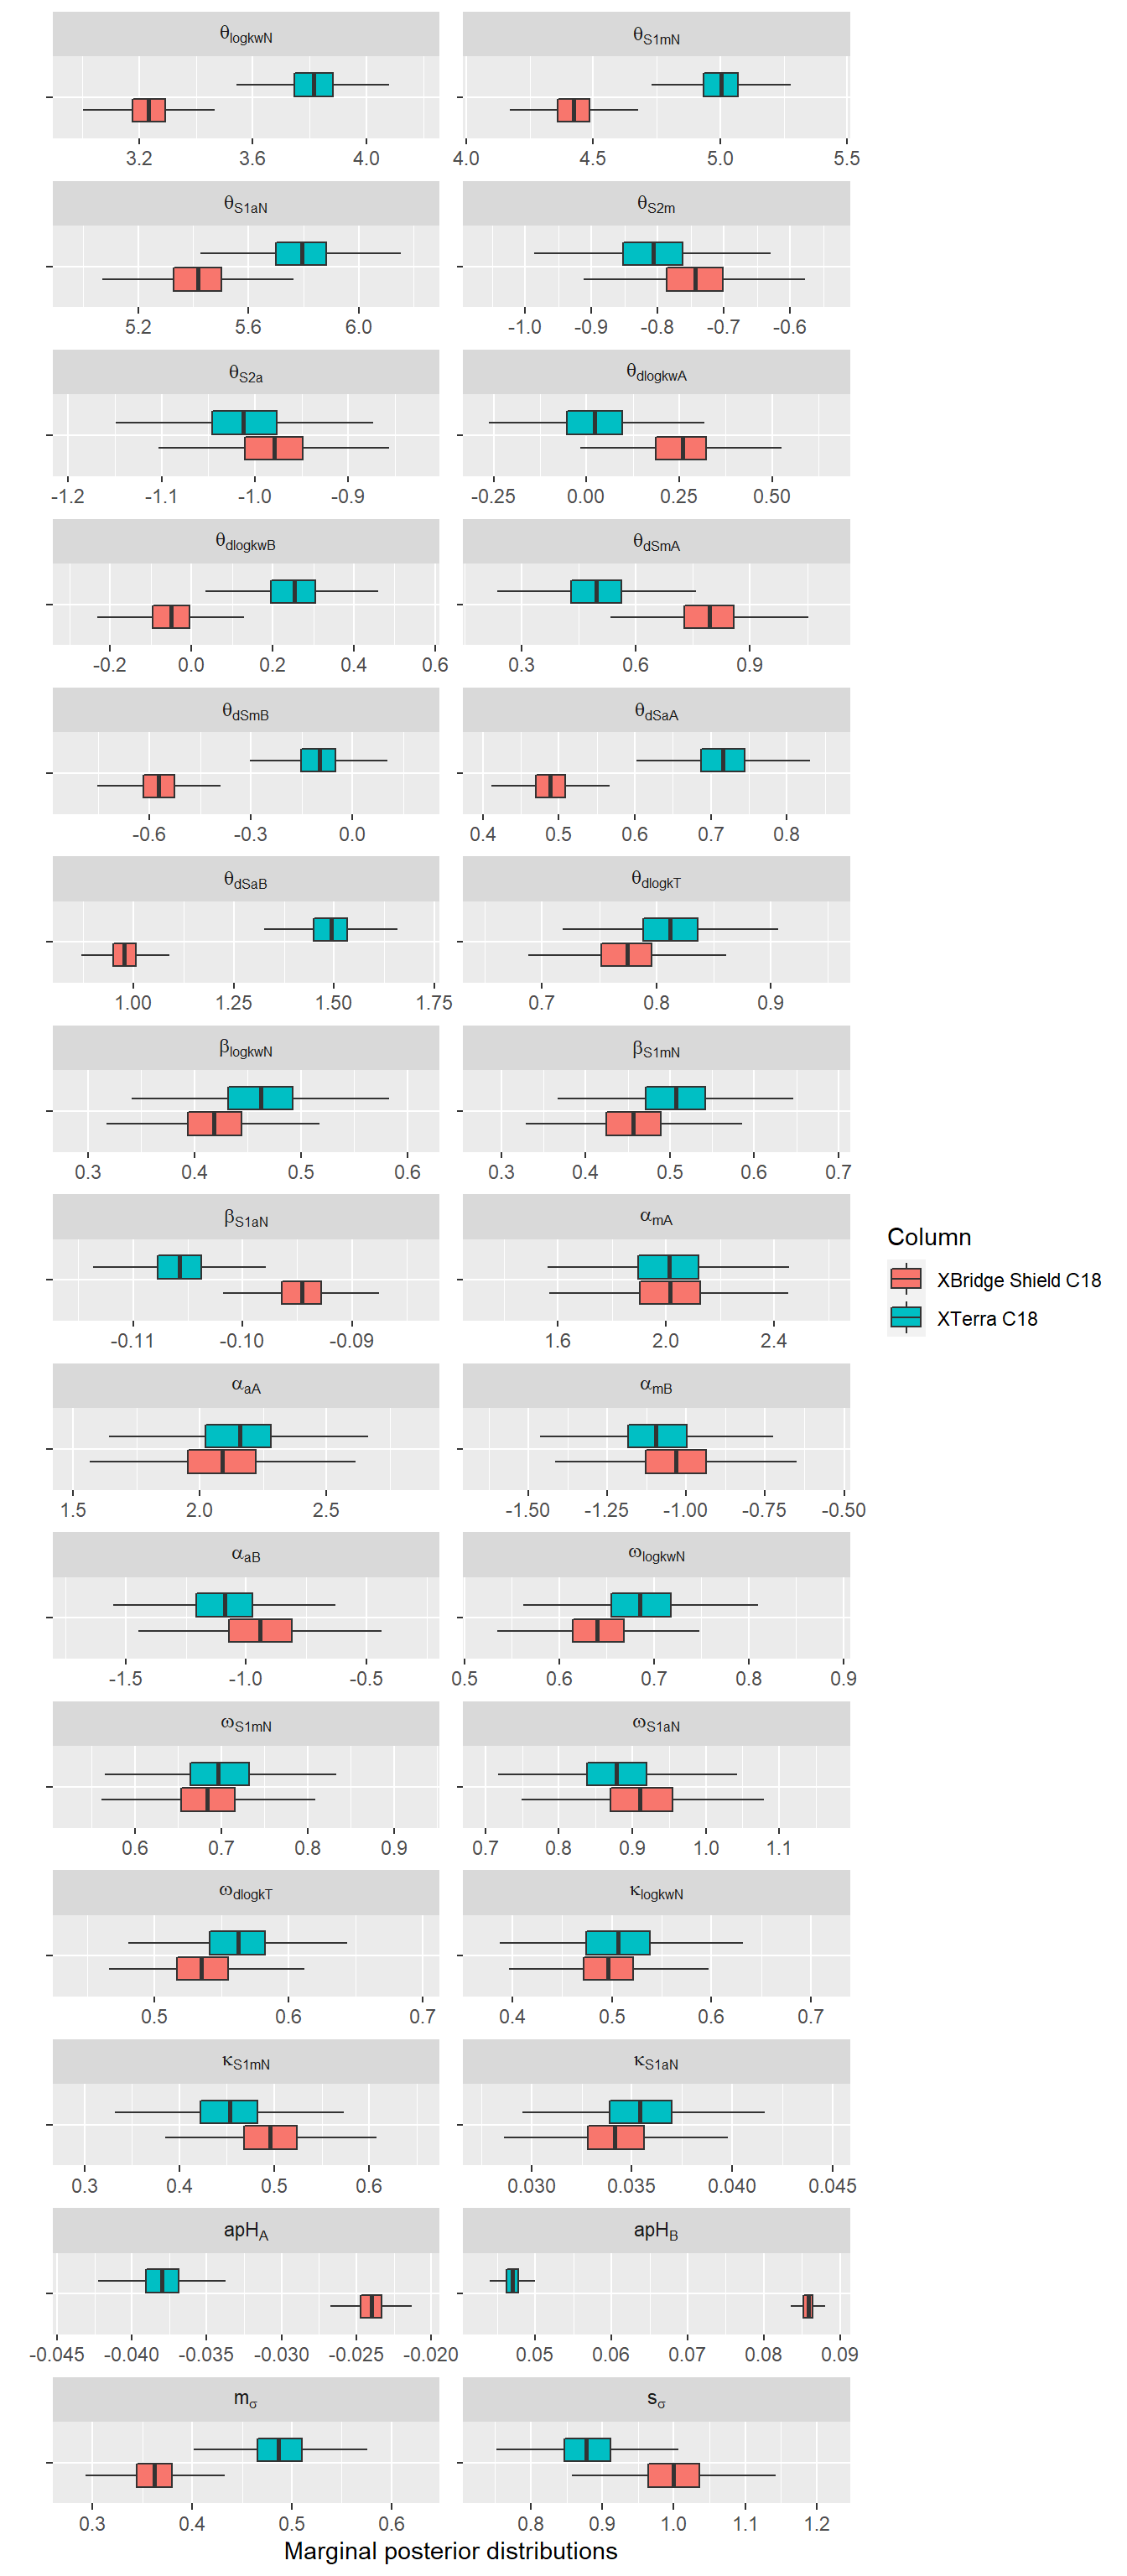 θlogkwN θS1mN
3.2 3.6 4.0 4.0 4.5 5.0 5.5
θS1aN θS2m
5.2 5.6 6.0 -1.0 -0.9 -0.8 -0.7 -0.6
θS2a θdlogkwA
-1.2 -1.1 -1.0 -0.9 -0.25 0.00 0.25 0.50
θdlogkwB θdSmA
-0.2 0.0 0.2 0.4 0.6 0.3 0.6 0.9
θdSmB θdSaA
-0.6 -0.3 0.0 0.4 0.5 0.6 0.7 0.8
θdSaB θdlogkT
1.00 1.25 1.50 1.75 0.7 0.8 0.9
βlogkwN βS1mN
0.3 0.4 0.5 0.6 0.3 0.4 0.5 0.6 0.7
βS1aN αmA
-0.11 -0.10 -0.09 1.6 2.0 2.4
Column
XBridge Shield C18
XTerra C18
αaA αmB
1.5 2.0 2.5 -1.50 -1.25 -1.00 -0.75 -0.50
αaB ωlogkwN
-1.5 -1.0 -0.5 0.5 0.6 0.7 0.8 0.9
ωS1mN ωS1aN
0.6 0.7 0.8 0.9 0.7 0.8 0.9 1.0 1.1
ωdlogkT κlogkwN
0.5 0.6 0.7 0.4 0.5 0.6 0.7
κS1mN κS1aN
0.3 0.4 0.5 0.6 0.030 0.035 0.040 0.045
apHA apHB
-0.045 -0.040 -0.035 -0.030 -0.025 -0.020 0.05 0.06 0.07 0.08 0.09
mσ sσ
0.3 0.4 0.5 0.6 0.8 0.9 1.0 1.1 1.2
Marginal posterior distributions